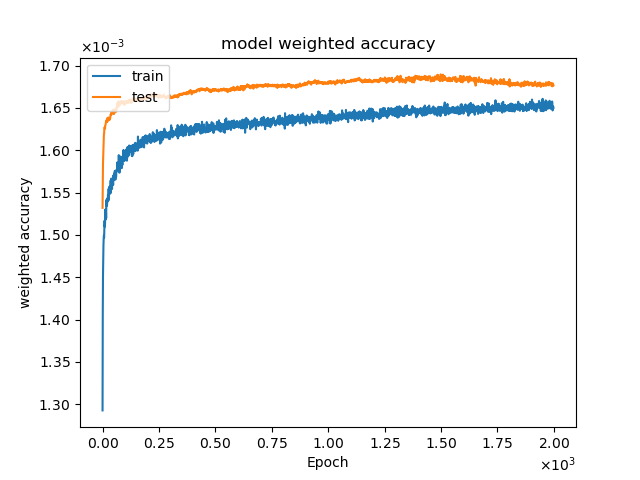 model weighted accuracy
×10⁻³
train
test
1.70
1.65
1.60
1.55
1.50
1.45
1.40
1.35
1.30
weighted accuracy
0.00 0.25 0.50 0.75 1.00 1.25 1.50 1.75 2.00
Epoch
×10³